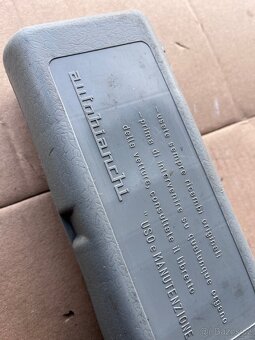 autobianchi
- usate sempre ricambi originali.
- prima di intervenire su qualunque organo
della vettura, consultate il libretto
" USO e MANUTENZIONE